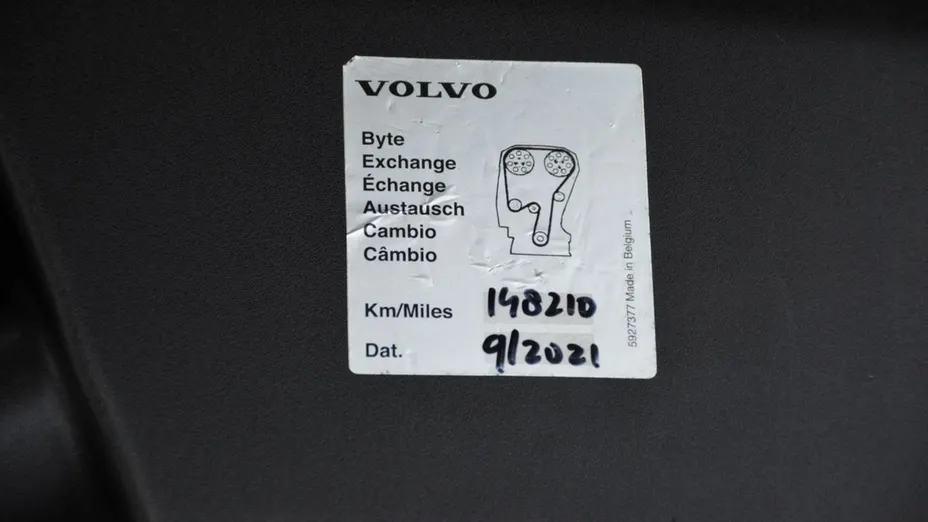 VOLVO
Byte
Exchange
Échange
Austausch
Cambio
Câmbio
Km/Miles 148210
Dat. 9/2021
5927377 Made in Belgium